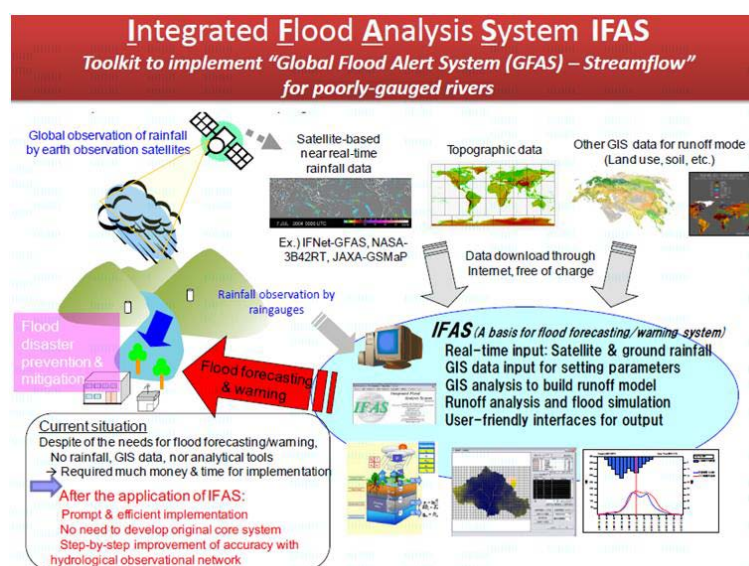 Integrated Flood Analysis System IFAS
Toolkit to implement “Global Flood Alert System (GFAS) – Streamflow”
for poorly-gauged rivers
Global observation of rainfall
by earth observation satellites
Satellite-based
near real-time
rainfall data
Topographic data
Other GIS data for runoff mode
(Land use, soil, etc.)
Ex.) IFNet-GFAS, NASA-
3B42RT, JAXA-GSMaP
Data download through
Internet, free of charge
Rainfall observation by
raingauges
Flood
disaster
prevention &
mitigation
Flood forecasting
& warning
IFAS (A basis for flood forecasting/warning system)
Real-time input: Satellite & ground rainfall
GIS data input for setting parameters
GIS analysis to build runoff model
Runoff analysis and flood simulation
User-friendly interfaces for output
IFAS
Current situation
Despite of the needs for flood forecasting/warning,
No rainfall, GIS data, nor analytical tools
→ Required much money & time for implementation
After the application of IFAS:
Prompt & efficient implementation
No need to develop original core system
Step-by-step improvement of accuracy with
hydrological observational network